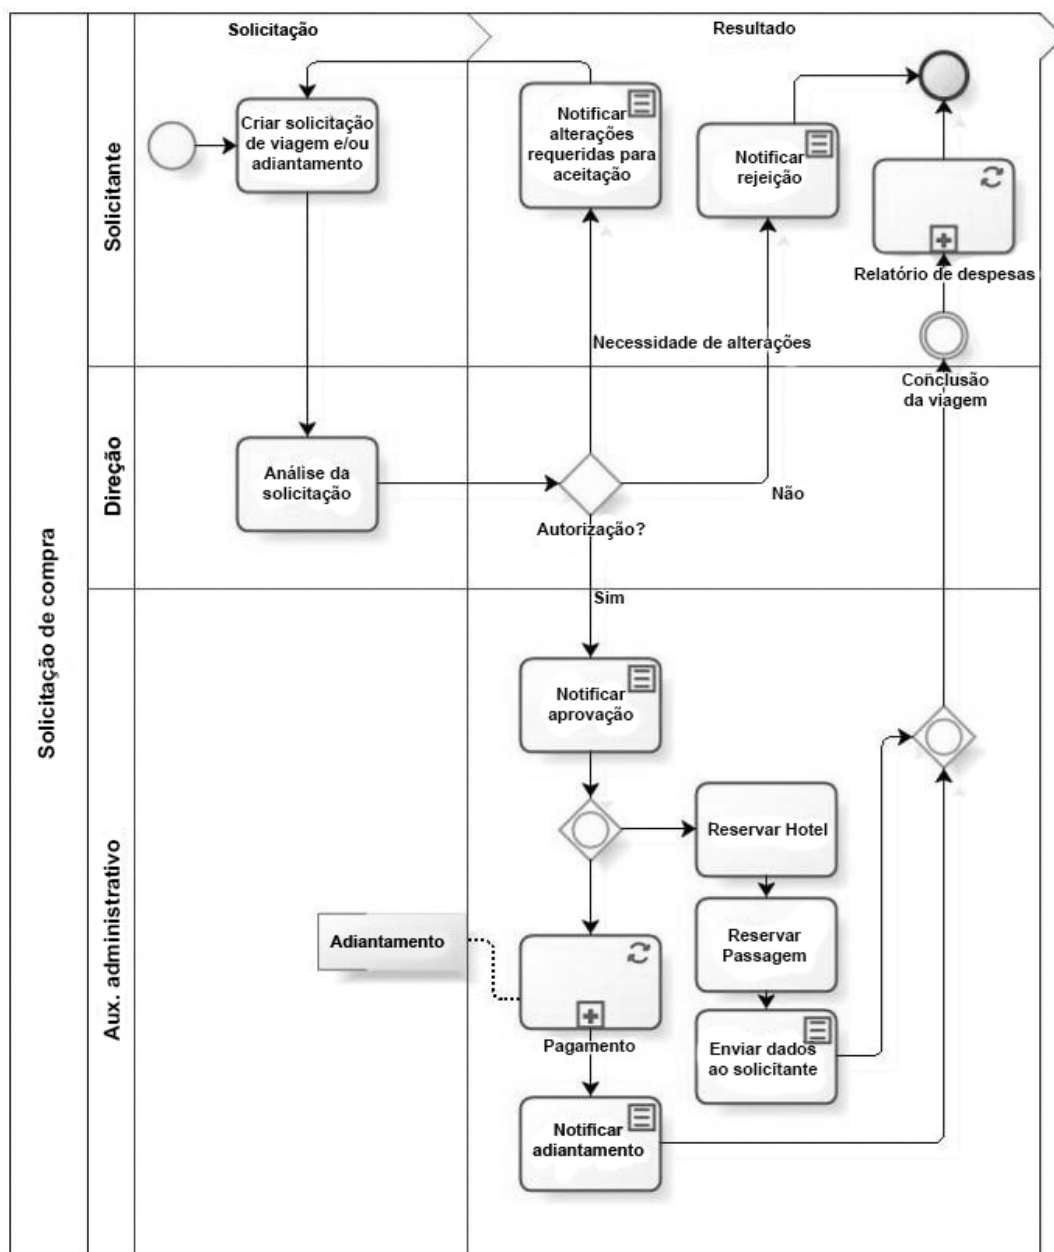 Solicitação
Resultado
Solicitação de compra
Solicitante
Criar solicitação
de viagem e/ou
adiantamento
Notificar
alterações
requeridas para
aceitação
Notificar
rejeição
Relatório de despesas
Necessidade de alterações
Conclusão
da viagem
Direção
Análise da
solicitação
Autorização?
Não
Sim
Aux. administrativo
Notificar
aprovação
Reservar Hotel
Adiantamento
Reservar
Passagem
Pagamento
Enviar dados
ao solicitante
Notificar
adiantamento